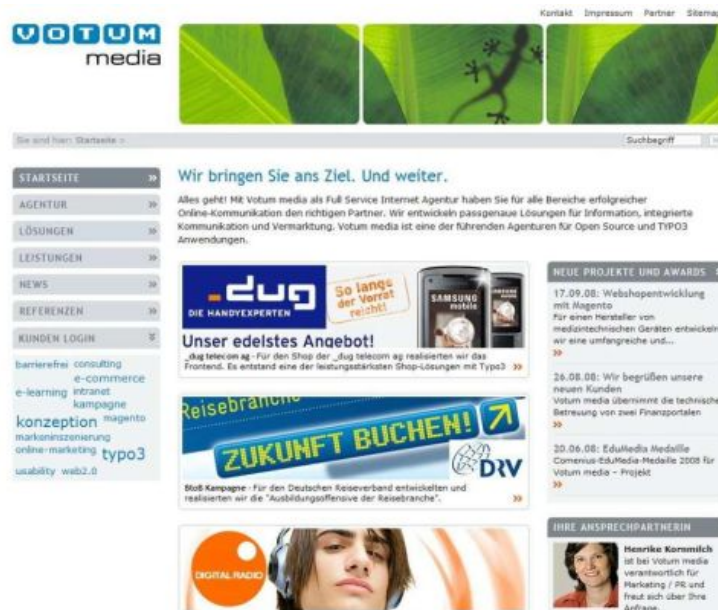 Kontakt Impressum Partner Sitemap
VOTUM
media
Sie sind hier: Startseite >
Suchbegriff
STARTSEITE »
AGENTUR »
LÖSUNGEN »
LEISTUNGEN »
NEWS »
REFERENZEN »
KUNDEN LOGIN
barrierefrei consulting
e-commerce
e-learning intranet
kampagne
konzeption magento
markeninszenierung
online-marketing typo3
usability web2.0
Wir bringen Sie ans Ziel. Und weiter.
Alles geht! Mit Votum media als Full Service Internet Agentur haben Sie für alle Bereiche erfolgreicher
Online-Kommunikation den richtigen Partner. Wir entwickeln passgenaue Lösungen für Information, integrierte
Kommunikation und Vermarktung. Votum media ist eine der führenden Agenturen für Open Source und TYPO3
Anwendungen.
_dug
DIE HANDYEXPERTEN
So lange
der Vorrat
reicht!
SAMSUNG
mobile
Unser edelstes Angebot!
_dug telecom ag - Für den Shop der _dug telecom ag realisierten wir das
Frontend. Es entstand eine der leistungsstärksten Shop-Lösungen mit Typo3 »
Reisebranche
ZUKUNFT BUCHEN!
DRV
StoB Kampagne - Für den Deutschen Reiseverband entwickelten und
realisierten wir die "Ausbildungsoffensive der Reisebranche". »
DIGITAL RADIO
NEUE PROJEKTE UND AWARDS
17.09.08: Webshopentwicklung
mit Magento
Für einen Hersteller von
medizintechnischen Geräten entwickeln
wir eine umfangreiche und...
»
26.08.08: Wir begrüßen unsere
neuen Kunden
Votum media übernimmt die technische
Betreuung von zwei Finanzportalen
»
20.06.08: EduMedia Medaille
Comenius-EduMedia-Medaille 2008 für
Votum media - Projekt
»
IHRE ANSPRECHPARTNERIN
Henrike Kornmilch
ist bei Votum media
verantwortlich für
Marketing / PR und
freut sich über Ihre
Anfrage.